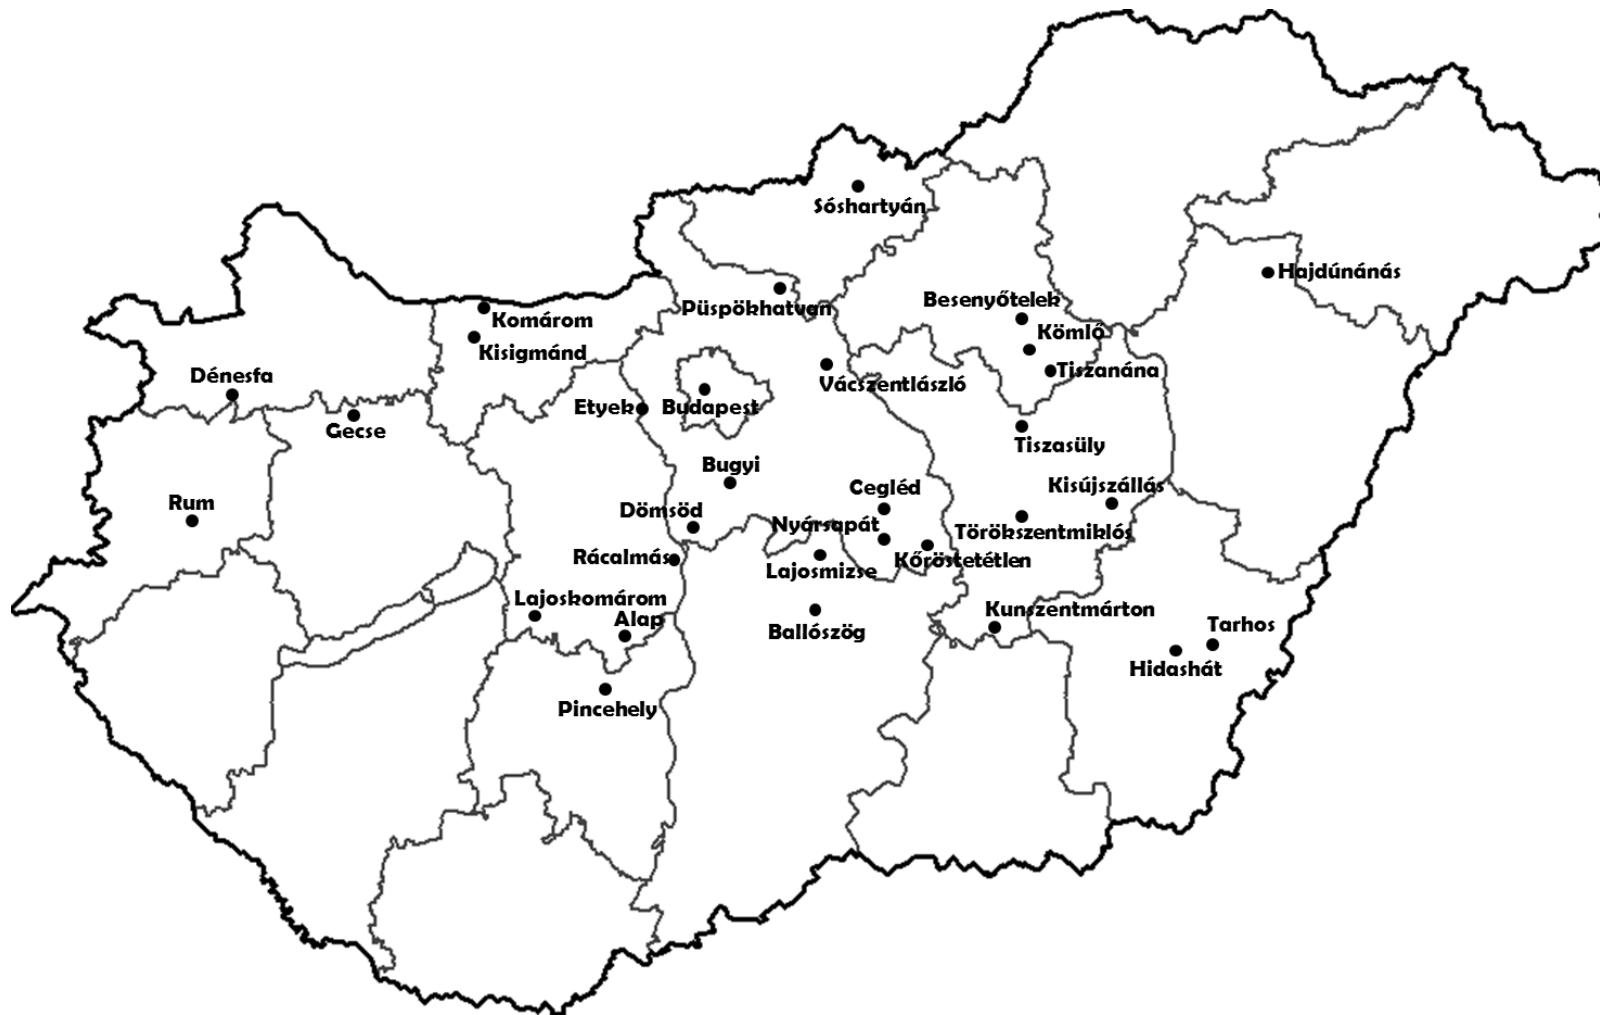 Sóshartyán
Hajdúnánás
Besenyőtelek
Püspökhatvan
Komárom
Kömlő
Kisigmánd
Tiszanána
Dénesfa
Vácszentlászló
Etyek
Budapest
Gecse
Tiszasüly
Bugyi
Kisújszállás
Cegléd
Rum
Dömsöd
Nyársapát
Törökszentmiklós
Rácalmás
Kőröstetétlen
Lajosmizse
Lajoskomárom
Kunszentmárton
Alap
Tarhos
Ballószög
Hidashát
Pincehely